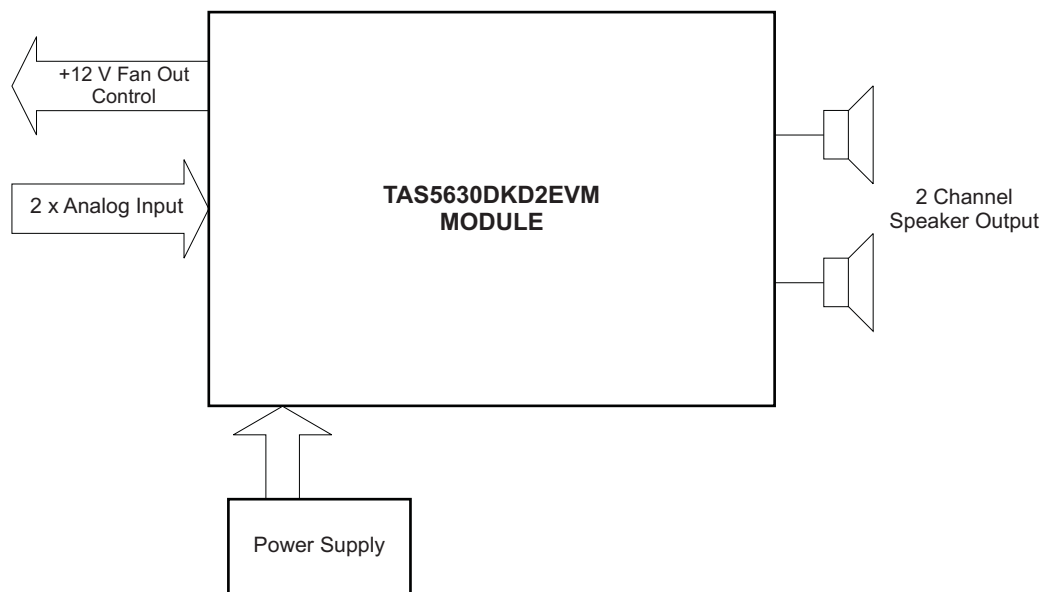 +12 V Fan Out
Control
2 x Analog Input
TAS5630DKD2EVM
MODULE
2 Channel
Speaker Output
Power Supply